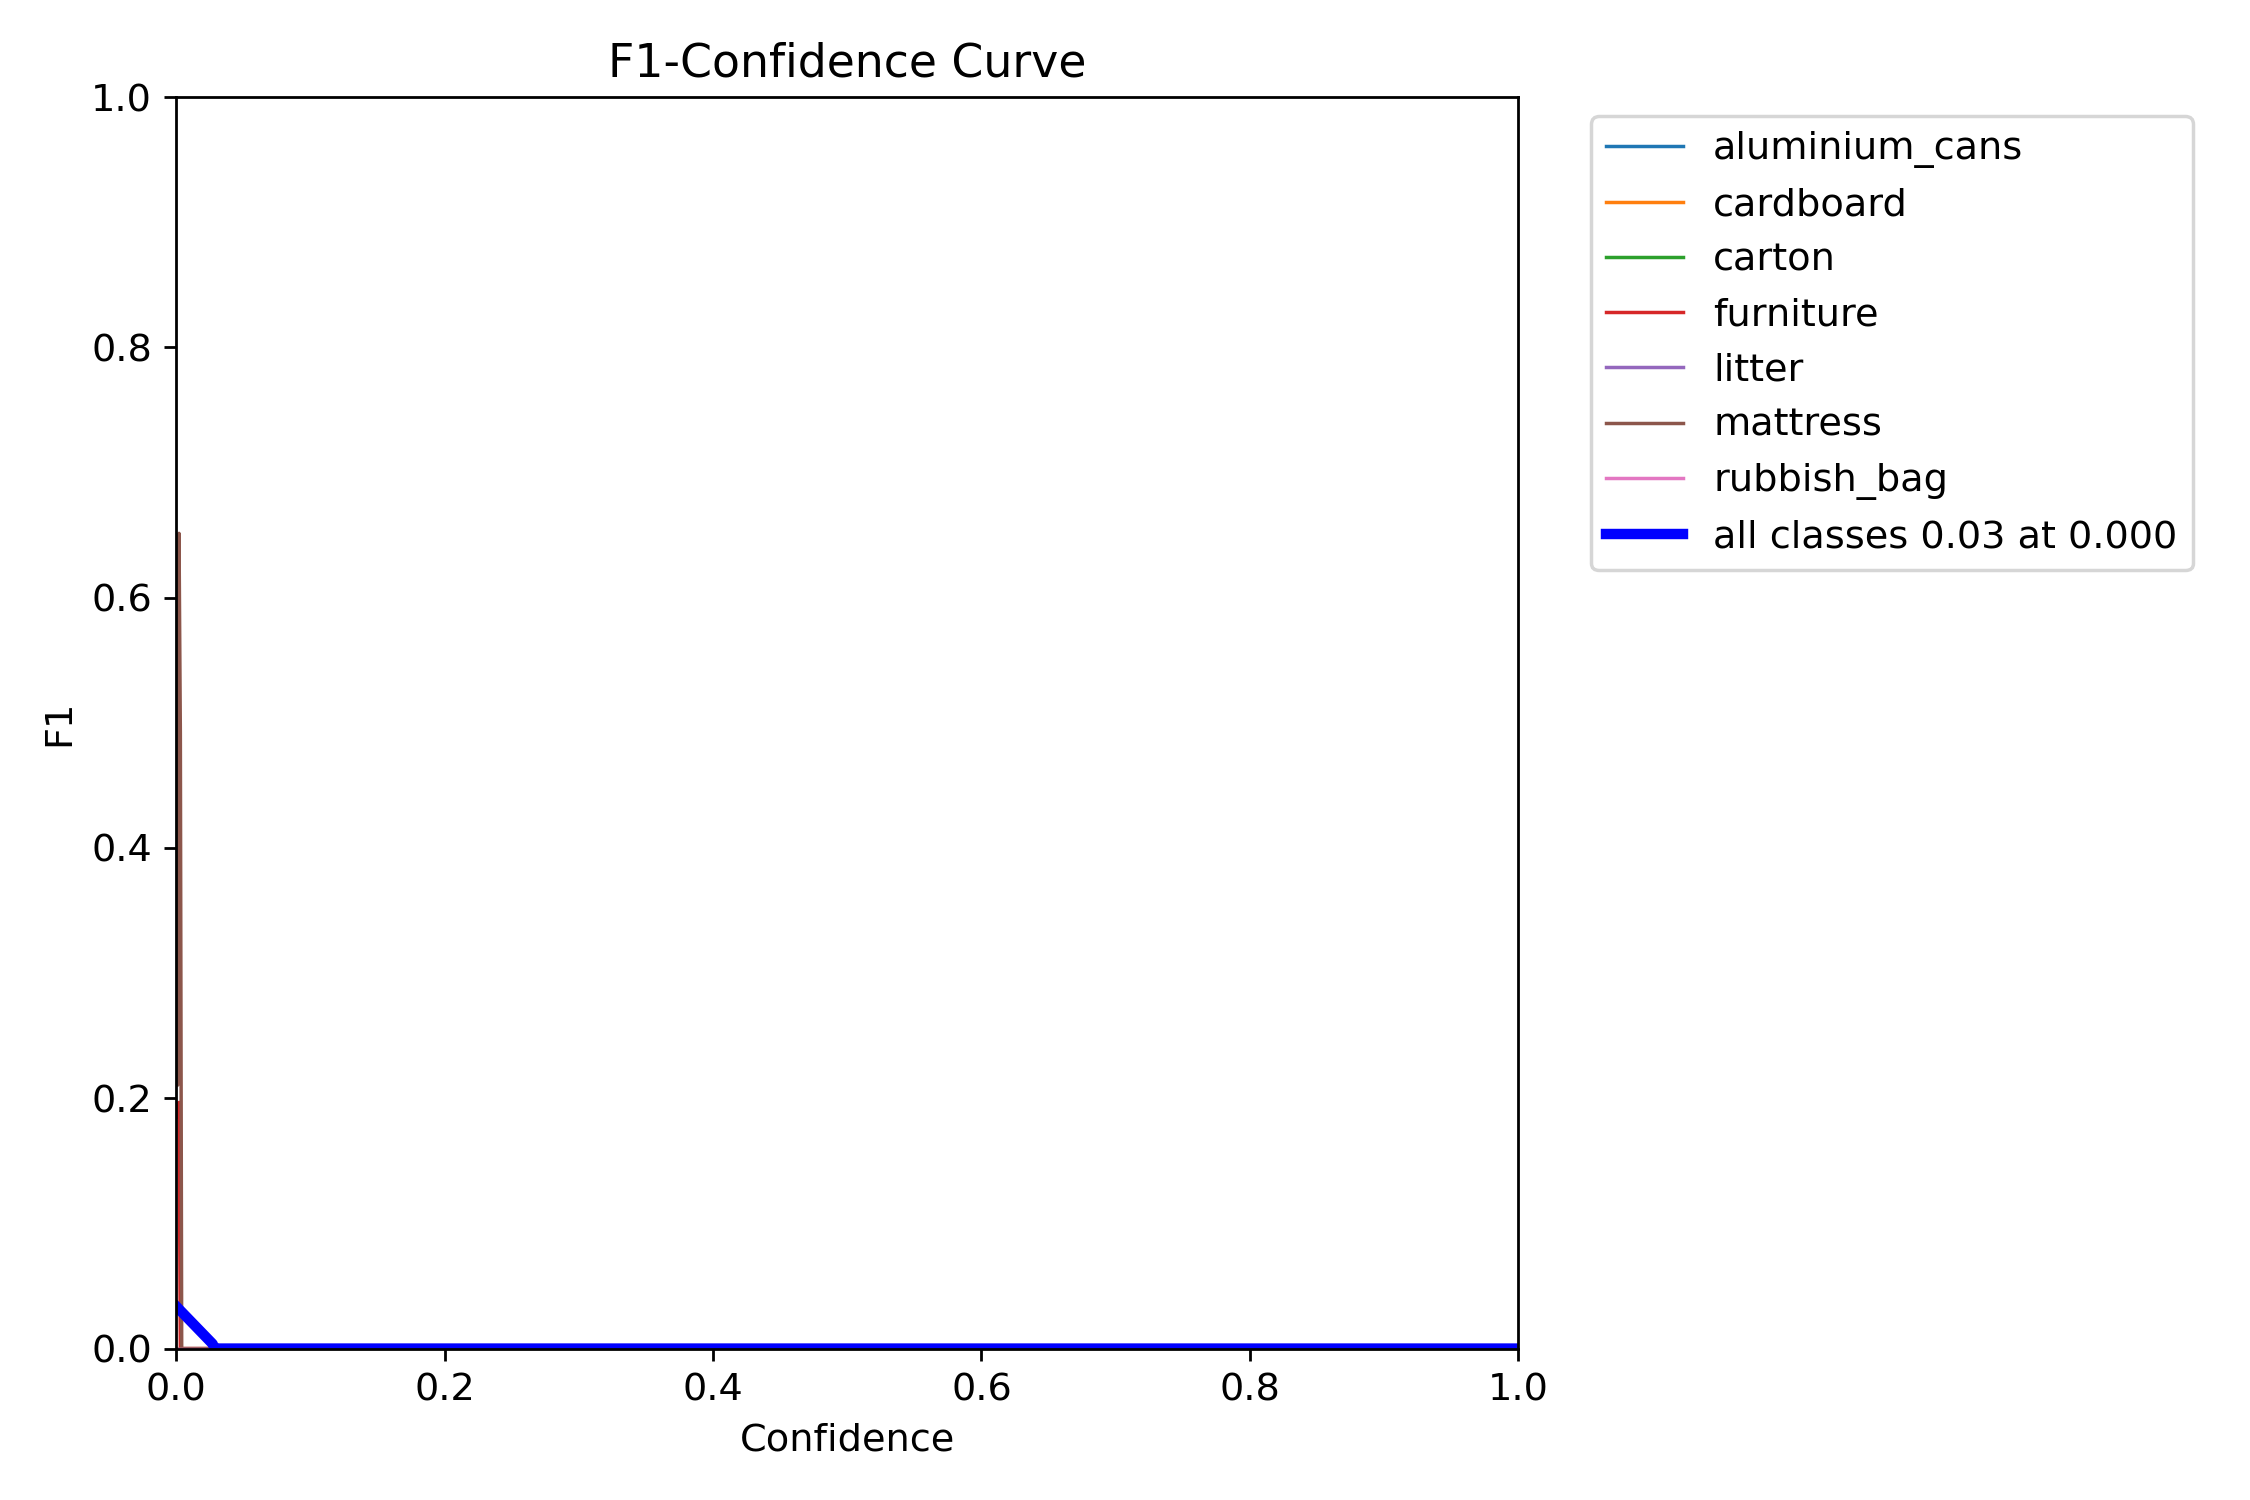 F1-Confidence Curve
1.0
0.8
0.6
0.4
0.2
0.0
F1
0.0 0.2 0.4 0.6 0.8 1.0
Confidence
aluminium_cans
cardboard
carton
furniture
litter
mattress
rubbish_bag
all classes 0.03 at 0.000